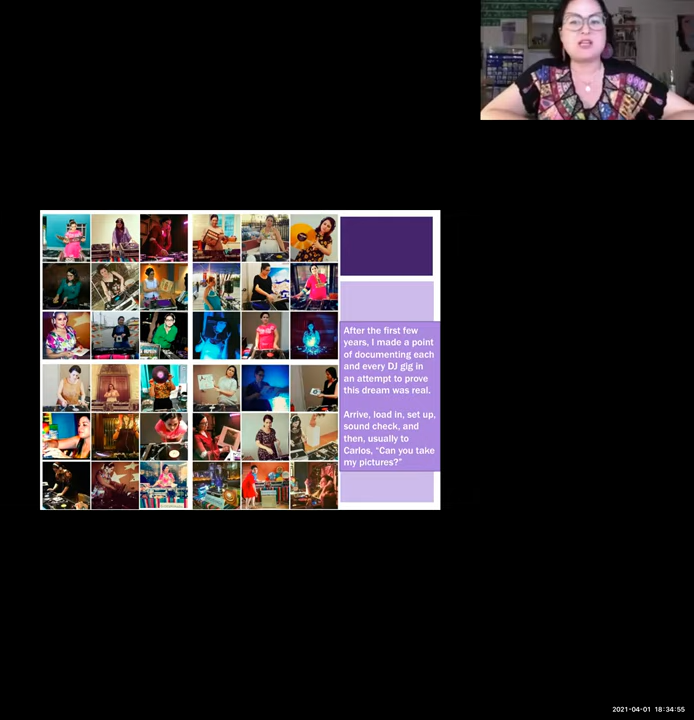 After the first few
years, I made a point
of documenting each
and every DJ gig in
an attempt to prove
this dream was real.
Arrive, load in, set up,
sound check, and
then, usually to
Carlos, “Can you take
my pictures?”
2021-04-01 18:34:55